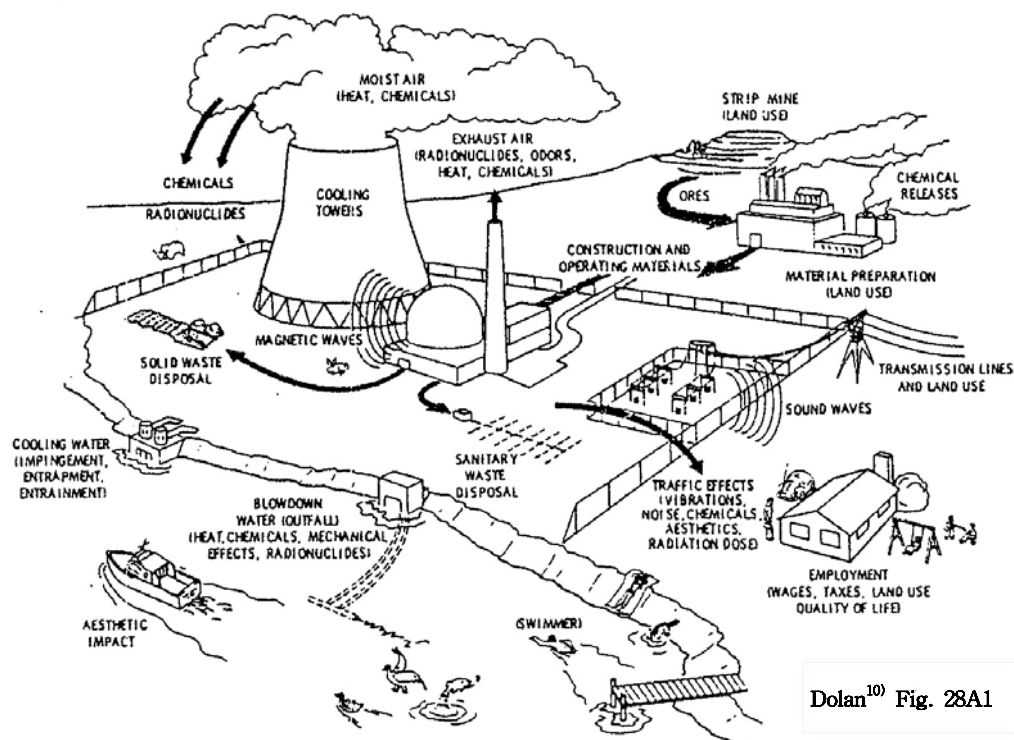 MOIST AIR
(HEAT, CHEMICALS)
STRIP MINE
(LAND USE)
EXHAUST AIR
(RADIONUCLIDES, ODORS,
HEAT, CHEMICALS)
CHEMICALS
RADIONUCLIDES
COOLING
TOWERS
ORES
CHEMICAL
RELEASES
CONSTRUCTION AND
OPERATING MATERIALS
MATERIAL PREPARATION
(LAND USE)
MAGNETIC WAVES
SOLID WASTE
DISPOSAL
TRANSMISSION LINES
AND LAND USE
SOUND WAVES
COOLING WATER
(IMPINGEMENT,
ENTRAPMENT,
ENTRAINMENT)
SANITARY
WASTE
DISPOSAL
BLOWDOWN
WATER (OUTFALL)
(HEAT, CHEMICALS, MECHANICAL
EFFECTS, RADIONUCLIDES)
TRAFFIC EFFECTS
(VIBRATIONS,
NOISE, CHEMICALS,
AESTHETICS,
RADIATION DOSE)
EMPLOYMENT
(WAGES, TAXES, LAND USE
QUALITY OF LIFE)
AESTHETIC
IMPACT
(SWIMMER)
Dolan10) Fig. 28A1